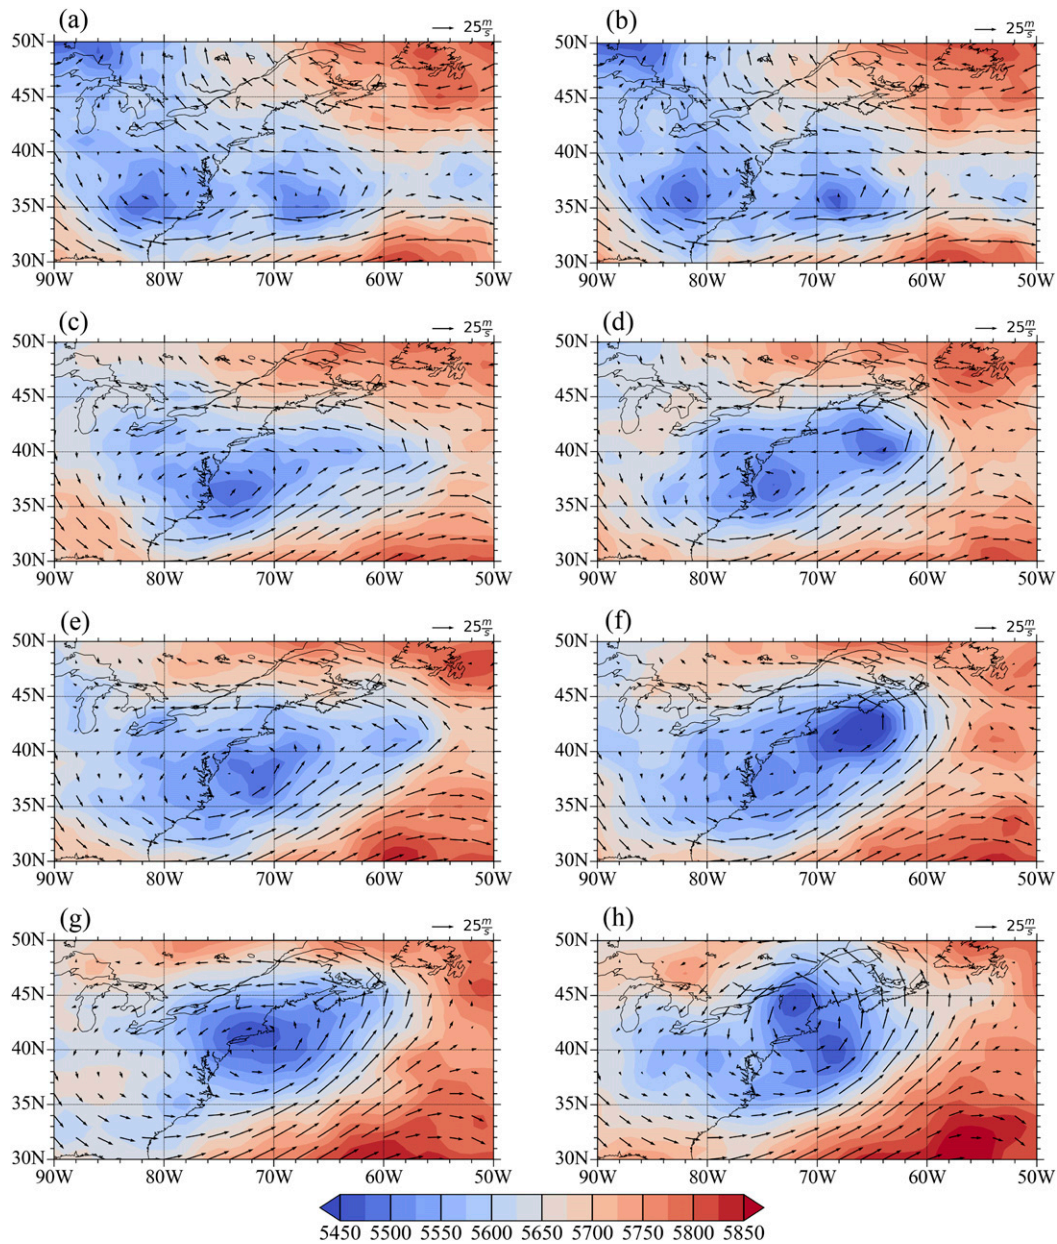 (a) 25 m/s (b) 25 m/s
50N 50N
45N 45N
40N 40N
35N 35N
30N 30N
90W 80W 70W 60W 50W 90W 80W 70W 60W 50W
(c) 25 m/s (d) 25 m/s
50N 50N
45N 45N
40N 40N
35N 35N
30N 30N
90W 80W 70W 60W 50W 90W 80W 70W 60W 50W
(e) 25 m/s (f) 25 m/s
50N 50N
45N 45N
40N 40N
35N 35N
30N 30N
90W 80W 70W 60W 50W 90W 80W 70W 60W 50W
(g) 25 m/s (h) 25 m/s
50N 50N
45N 45N
40N 40N
35N 35N
30N 30N
90W 80W 70W 60W 50W 90W 80W 70W 60W 50W
5450 5500 5550 5600 5650 5700 5750 5800 5850